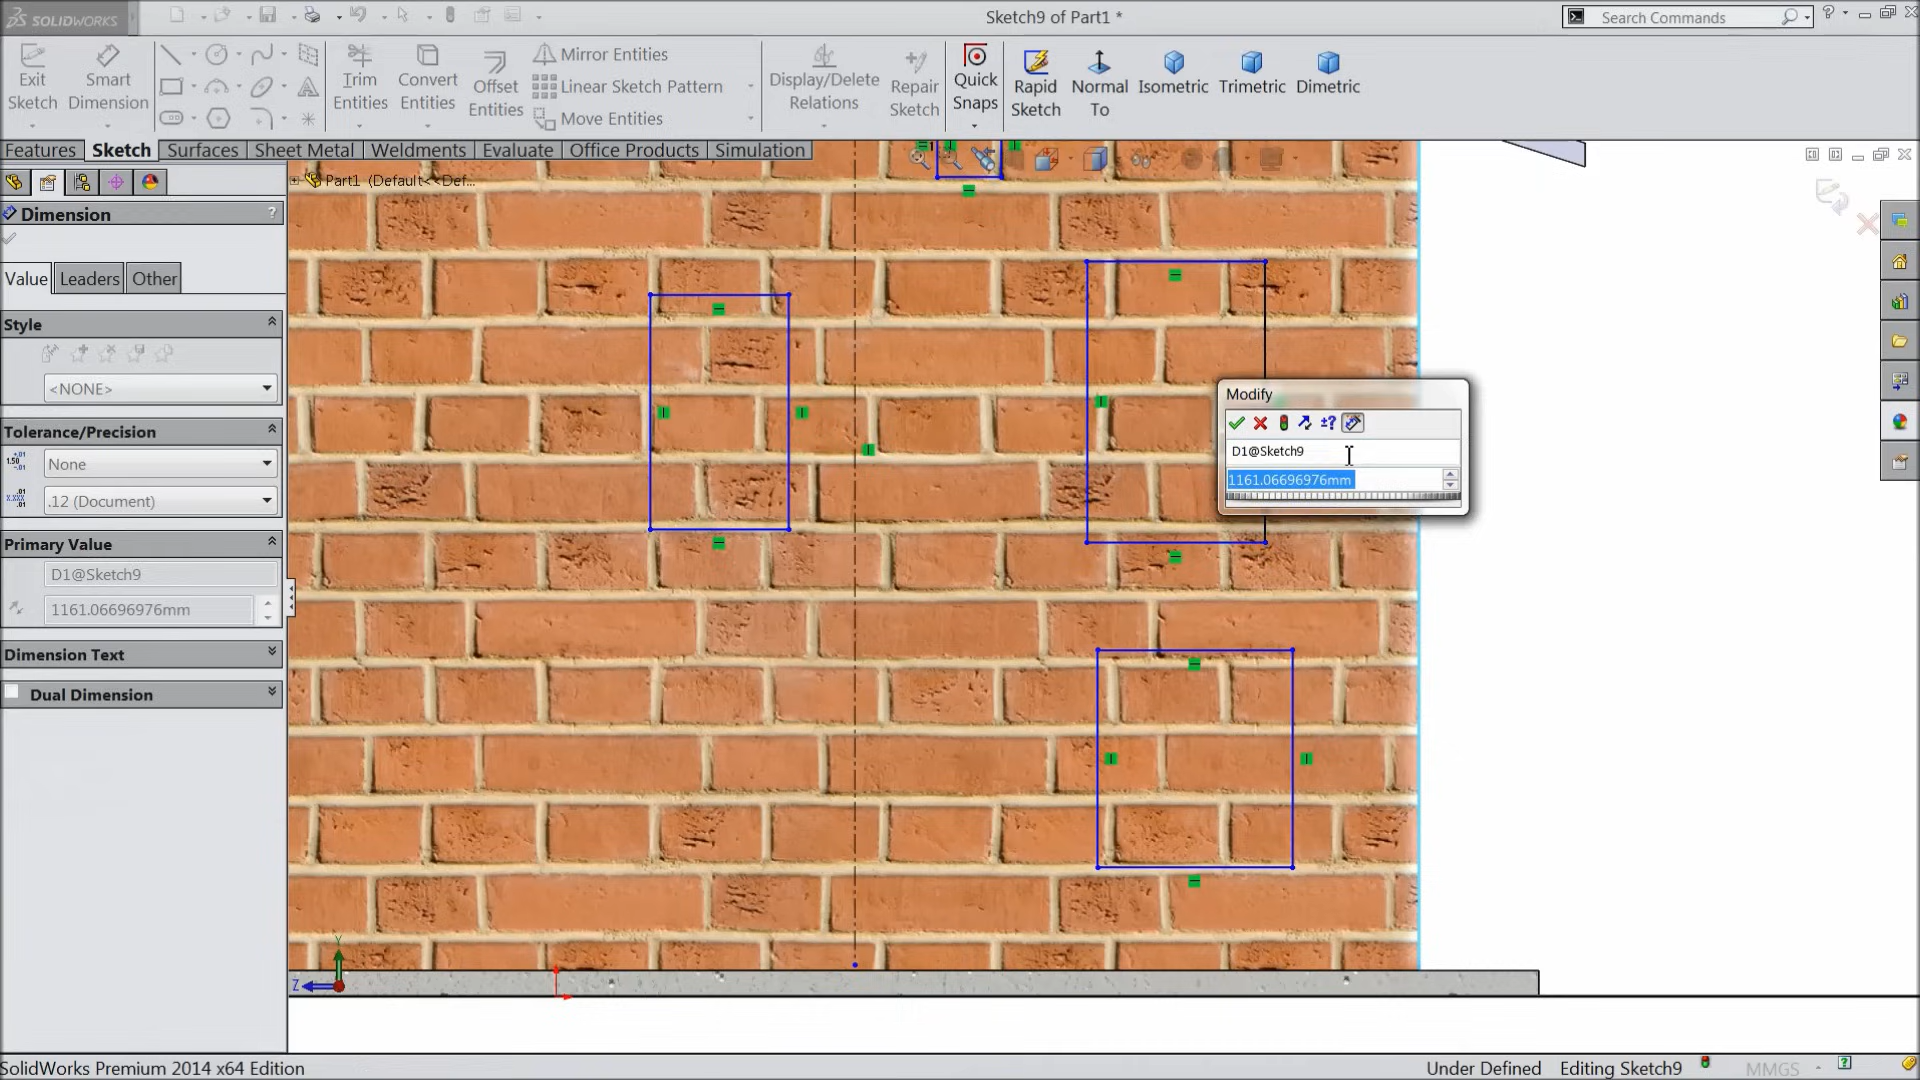 SOLIDWORKS
Sketch9 of Part1 *
Search Commands
Exit Sketch
Smart Dimension
Trim Entities
Convert Entities
Offset Entities
Mirror Entities
Linear Sketch Pattern
Move Entities
Display/Delete Relations
Repair Sketch
Quick Snaps
Rapid Sketch
Normal To
Isometric
Trimetric
Dimetric
Features
Sketch
Surfaces
Sheet Metal
Weldments
Evaluate
Office Products
Simulation
Part1 (Default<<Def...
Dimension
?
Value
Leaders
Other
Style
<NONE>
Tolerance/Precision
None
.12 (Document)
Primary Value
D1@Sketch9
1161.06696976mm
Dimension Text
Dual Dimension
Modify
D1@Sketch9
1161.06696976mm
Y
Z
SolidWorks Premium 2014 x64 Edition
Under Defined
Editing Sketch9
MMGS